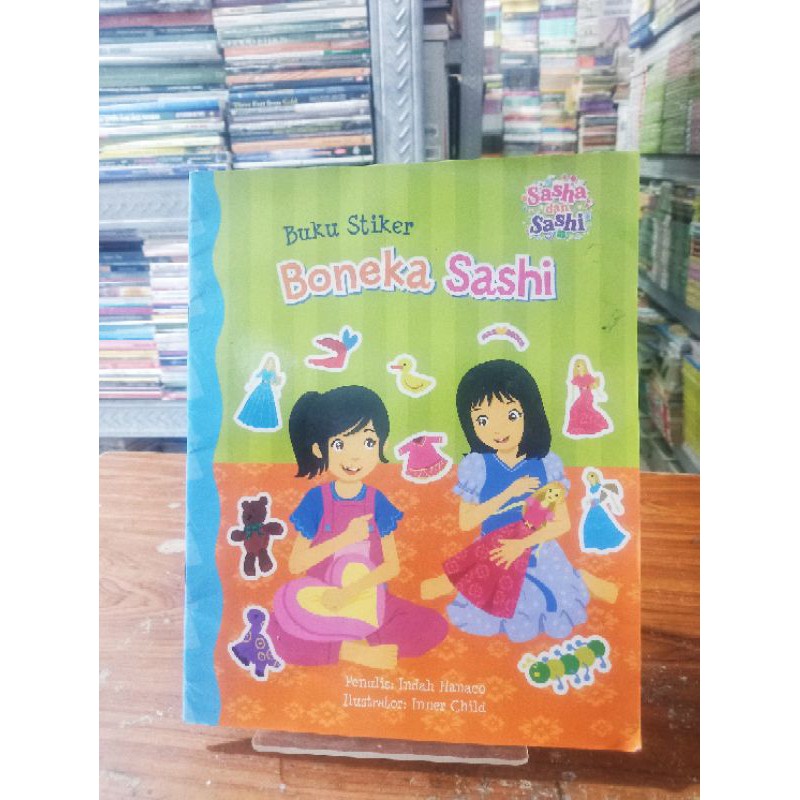 Sasha
dan
Sashi
Buku Stiker
Boneka Sashi
Penulis: Indah Hanaco
Ilustrator: Inner Child